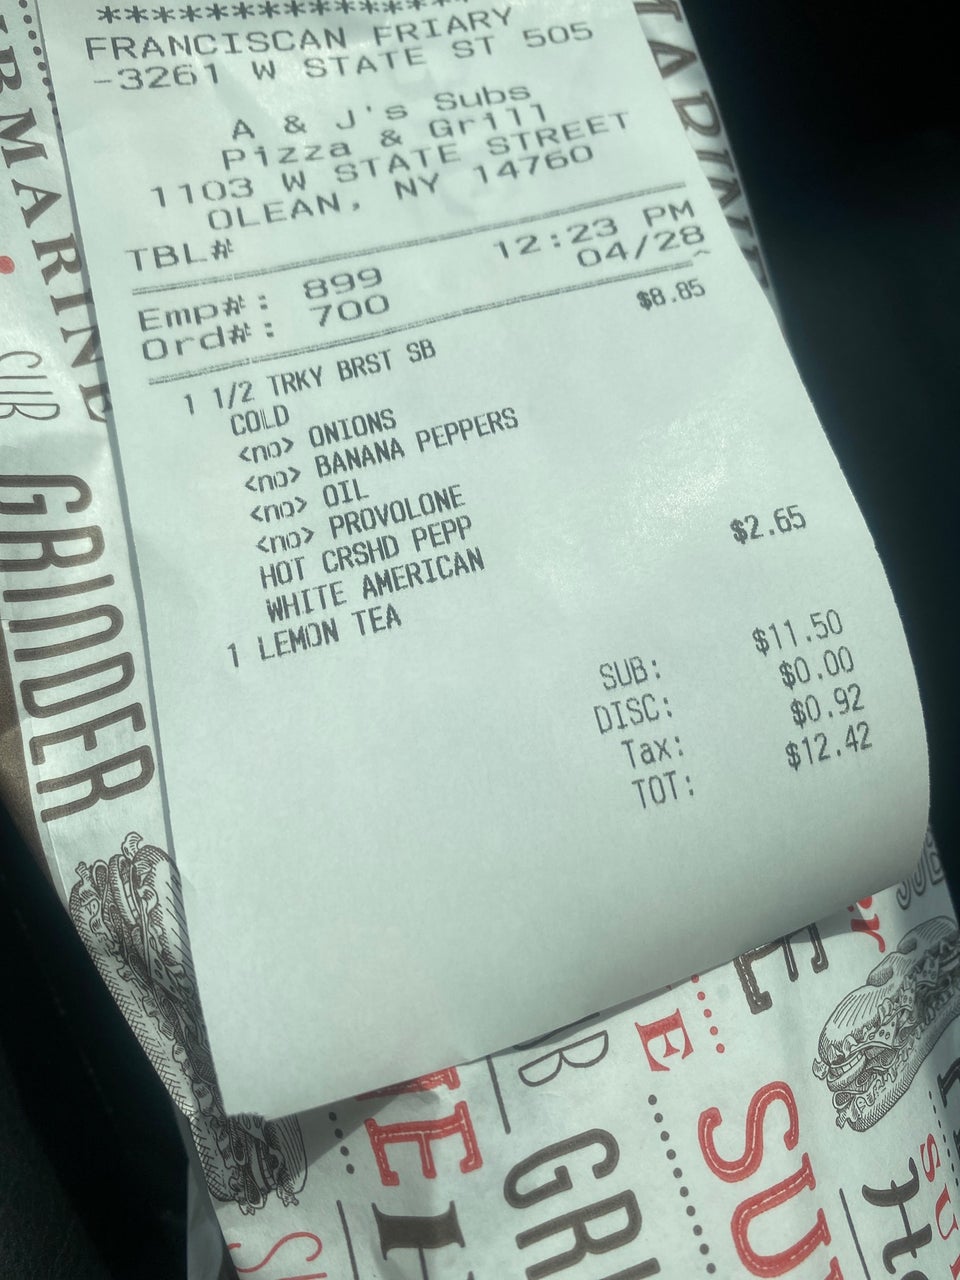 *****************
FRANCISCAN FRIARY
-3261 W STATE ST 505
A & J's Subs
Pizza & Grill
1103 W STATE STREET
OLEAN, NY 14760
TBL#
12:23 PM
Emp#: 899
04/28
Ord#: 700
1 1/2 TRKY BRST SB $8.85
COLD
<no> ONIONS
<no> BANANA PEPPERS
<no> OIL
<no> PROVOLONE
HOT CRSHD PEPP
WHITE AMERICAN
1 LEMON TEA $2.65
SUB: $11.50
DISC: $0.00
Tax: $0.92
TOT: $12.42
SUB
GRINDER
SUB